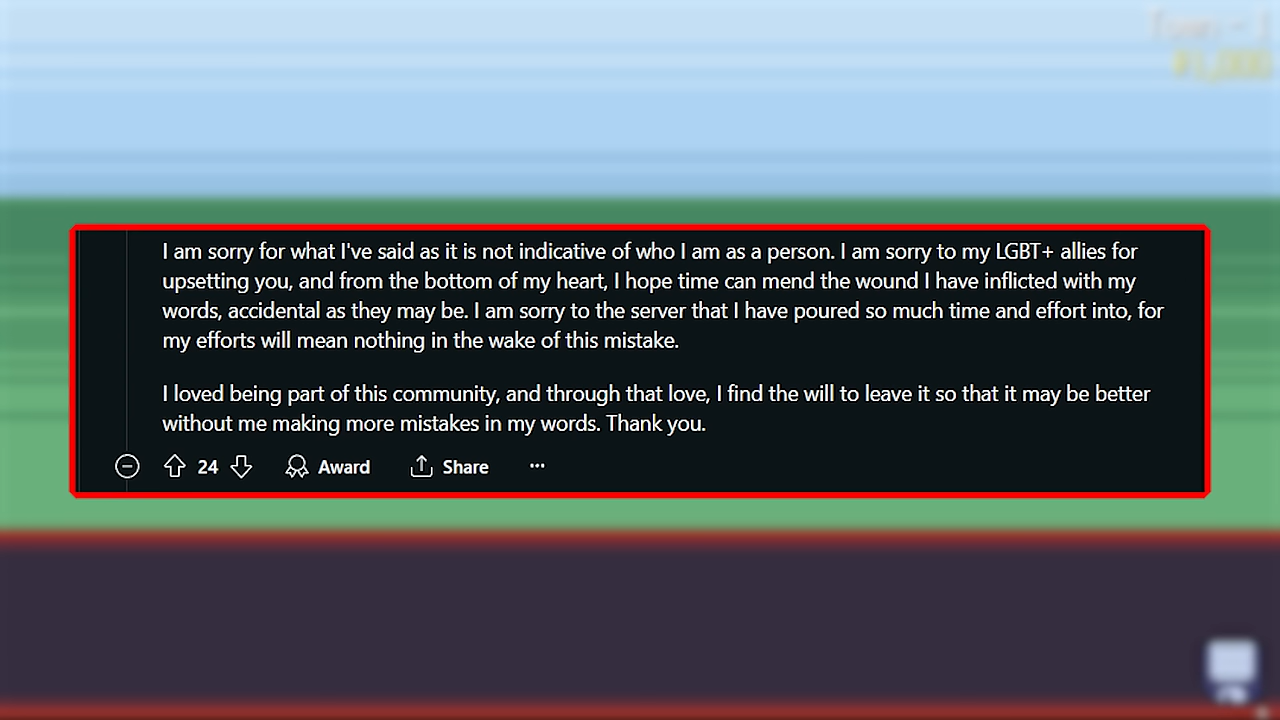 Town - 1
₽1,000
I am sorry for what I've said as it is not indicative of who I am as a person. I am sorry to my LGBT+ allies for
upsetting you, and from the bottom of my heart, I hope time can mend the wound I have inflicted with my
words, accidental as they may be. I am sorry to the server that I have poured so much time and effort into, for
my efforts will mean nothing in the wake of this mistake.
I loved being part of this community, and through that love, I find the will to leave it so that it may be better
without me making more mistakes in my words. Thank you.
24 Award Share